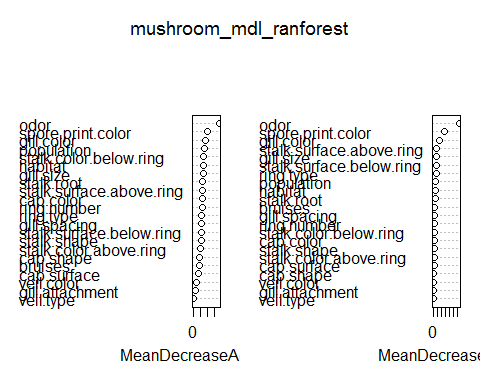 mushroom_mdl_ranforest
odor
spore.print.color
gill.color
population
stalk.color.below.ring
habitat
gill.size
stalk.root
stalk.surface.above.ring
cap.color
ring.number
ring.type
gill.spacing
stalk.surface.below.ring
stalk.shape
stalk.color.above.ring
cap.shape
bruises
cap.surface
veil.color
gill.attachment
veil.type
0
MeanDecreaseA
odor
spore.print.color
gill.color
stalk.surface.above.ring
gill.size
stalk.surface.below.ring
ring.type
population
habitat
stalk.root
bruises
gill.spacing
ring.number
stalk.color.below.ring
cap.color
stalk.shape
stalk.color.above.ring
cap.surface
cap.shape
veil.color
gill.attachment
veil.type
0
MeanDecrease